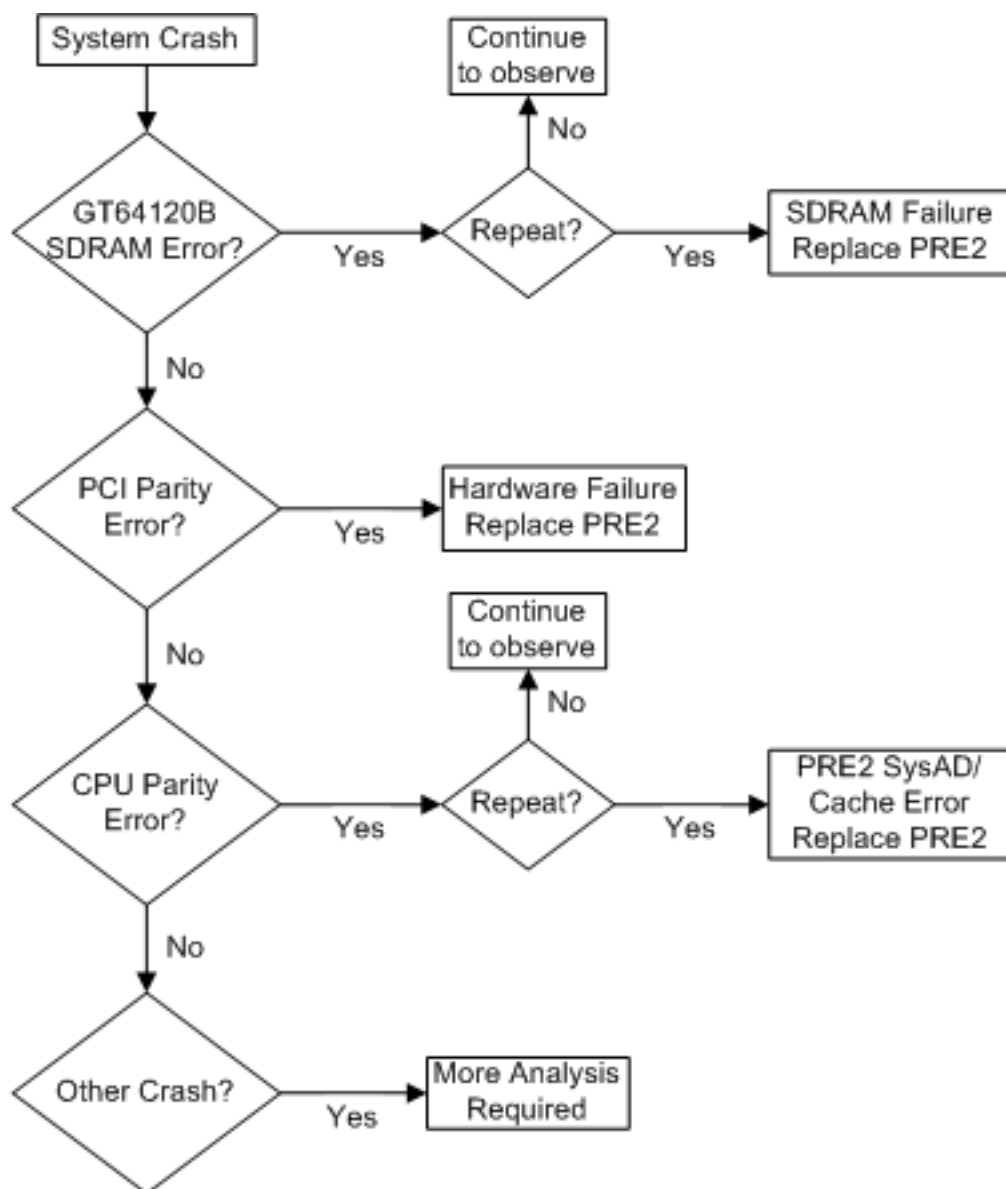 System Crash
Continue
to observe
No
GT64120B
SDRAM Error?
Yes
Repeat?
Yes
SDRAM Failure
Replace PRE2
No
PCI Parity
Error?
Yes
Hardware Failure
Replace PRE2
No
Continue
to observe
No
CPU Parity
Error?
Yes
Repeat?
Yes
PRE2 SysAD/
Cache Error
Replace PRE2
No
Other Crash?
Yes
More Analysis
Required